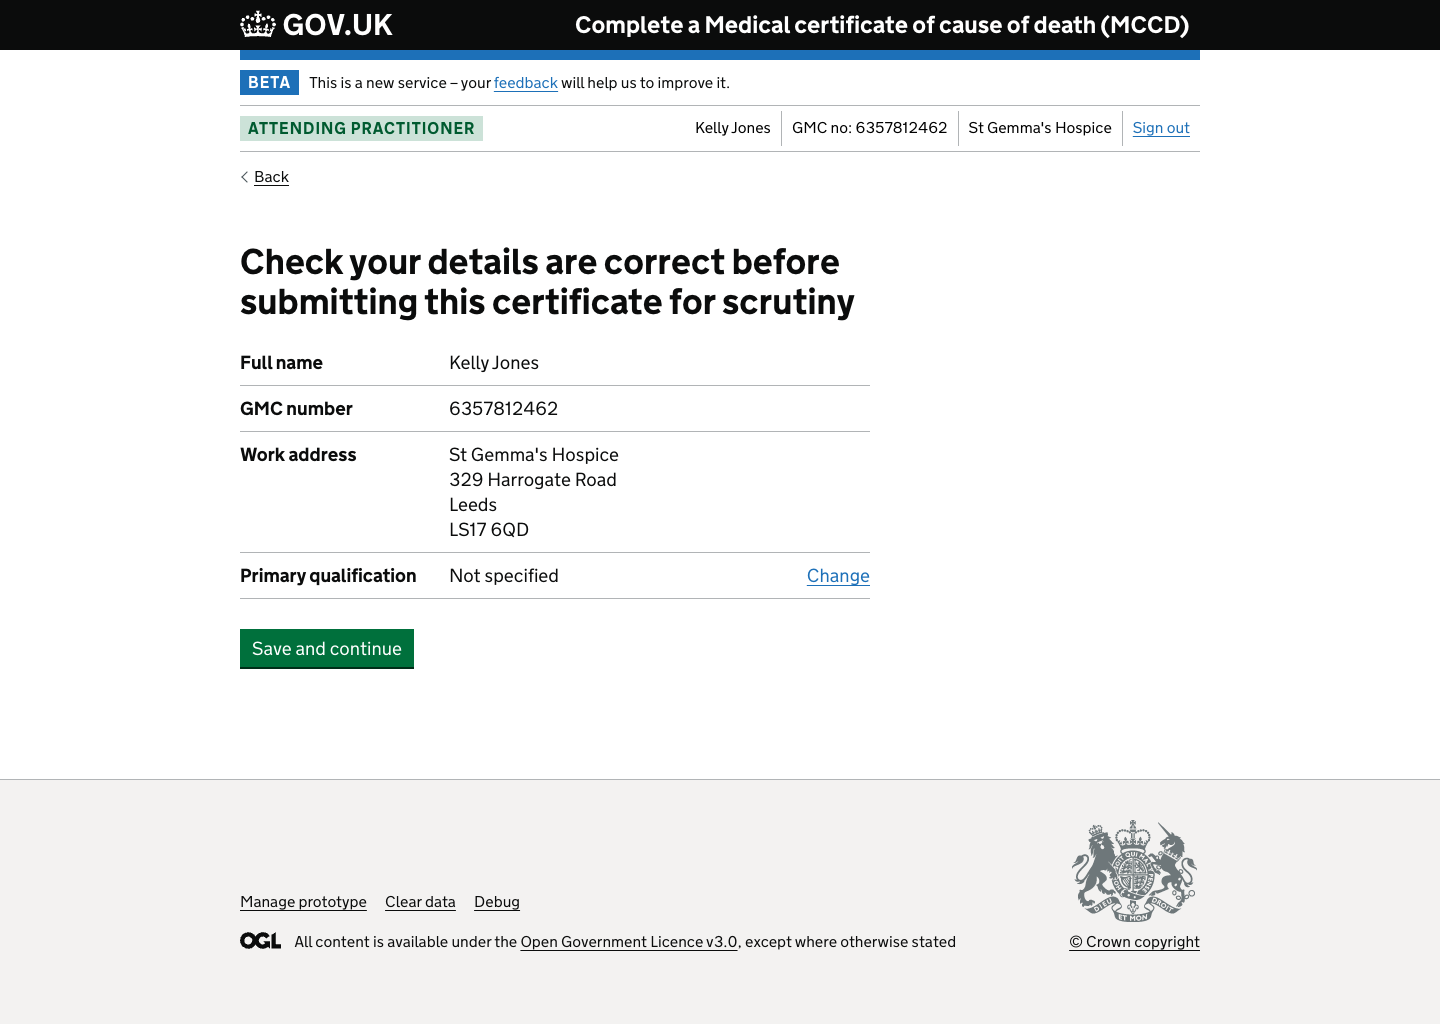 GOV.UK
Complete a Medical certificate of cause of death (MCCD)
BETA This is a new service – your feedback will help us to improve it.
ATTENDING PRACTITIONER
Kelly Jones
GMC no: 6357812462
St Gemma's Hospice
Sign out
Back
Check your details are correct before
submitting this certificate for scrutiny
Full name Kelly Jones
GMC number 6357812462
Work address St Gemma's Hospice
329 Harrogate Road
Leeds
LS17 6QD
Primary qualification Not specified Change
Save and continue
Manage prototype Clear data Debug
OGL All content is available under the Open Government Licence v3.0, except where otherwise stated
DIEU ET MON DROIT
© Crown copyright